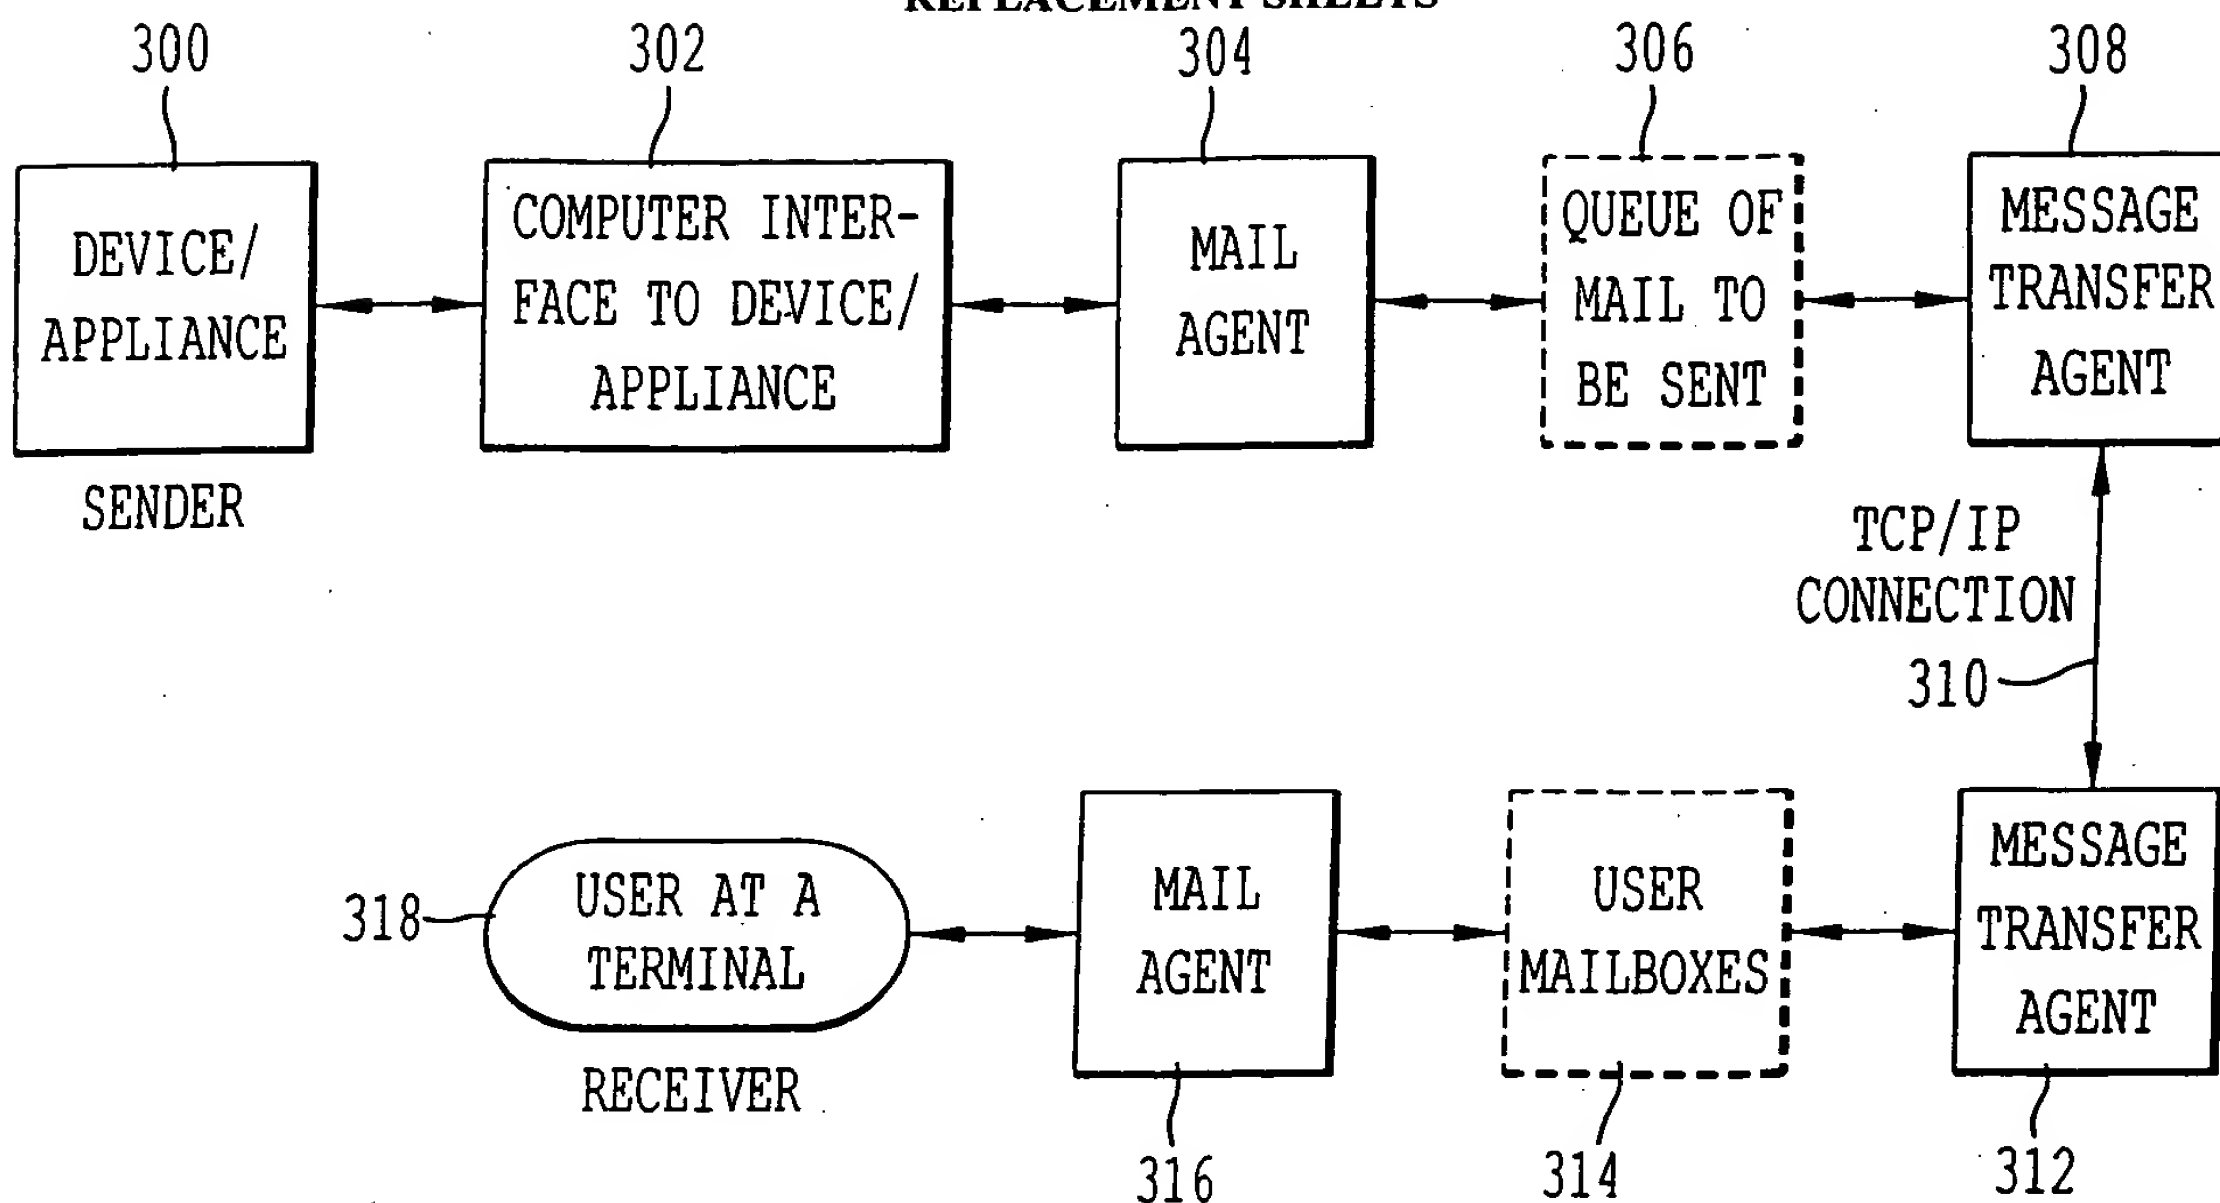 REPLACEMENT SHEETS
300
302
304
306
308
DEVICE/
APPLIANCE
COMPUTER INTER-
FACE TO DEVICE/
APPLIANCE
MAIL
AGENT
QUEUE OF
MAIL TO
BE SENT
MESSAGE
TRANSFER
AGENT
SENDER
TCP/IP
CONNECTION
310
318
USER AT A
TERMINAL
MAIL
AGENT
USER
MAILBOXES
MESSAGE
TRANSFER
AGENT
RECEIVER
316
314
312